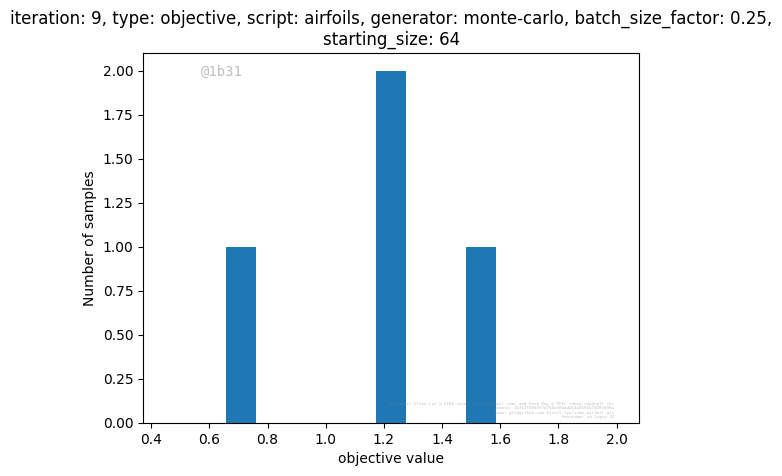 iteration: 9, type: objective, script: airfoils, generator: monte-carlo, batch_size_factor: 0.25,
starting_size: 64
@1b31
2.00
1.75
1.50
1.25
1.00
0.75
0.50
0.25
0.00
Number of samples
0.4 0.6 0.8 1.0 1.2 1.4 1.6 1.8 2.0
objective value